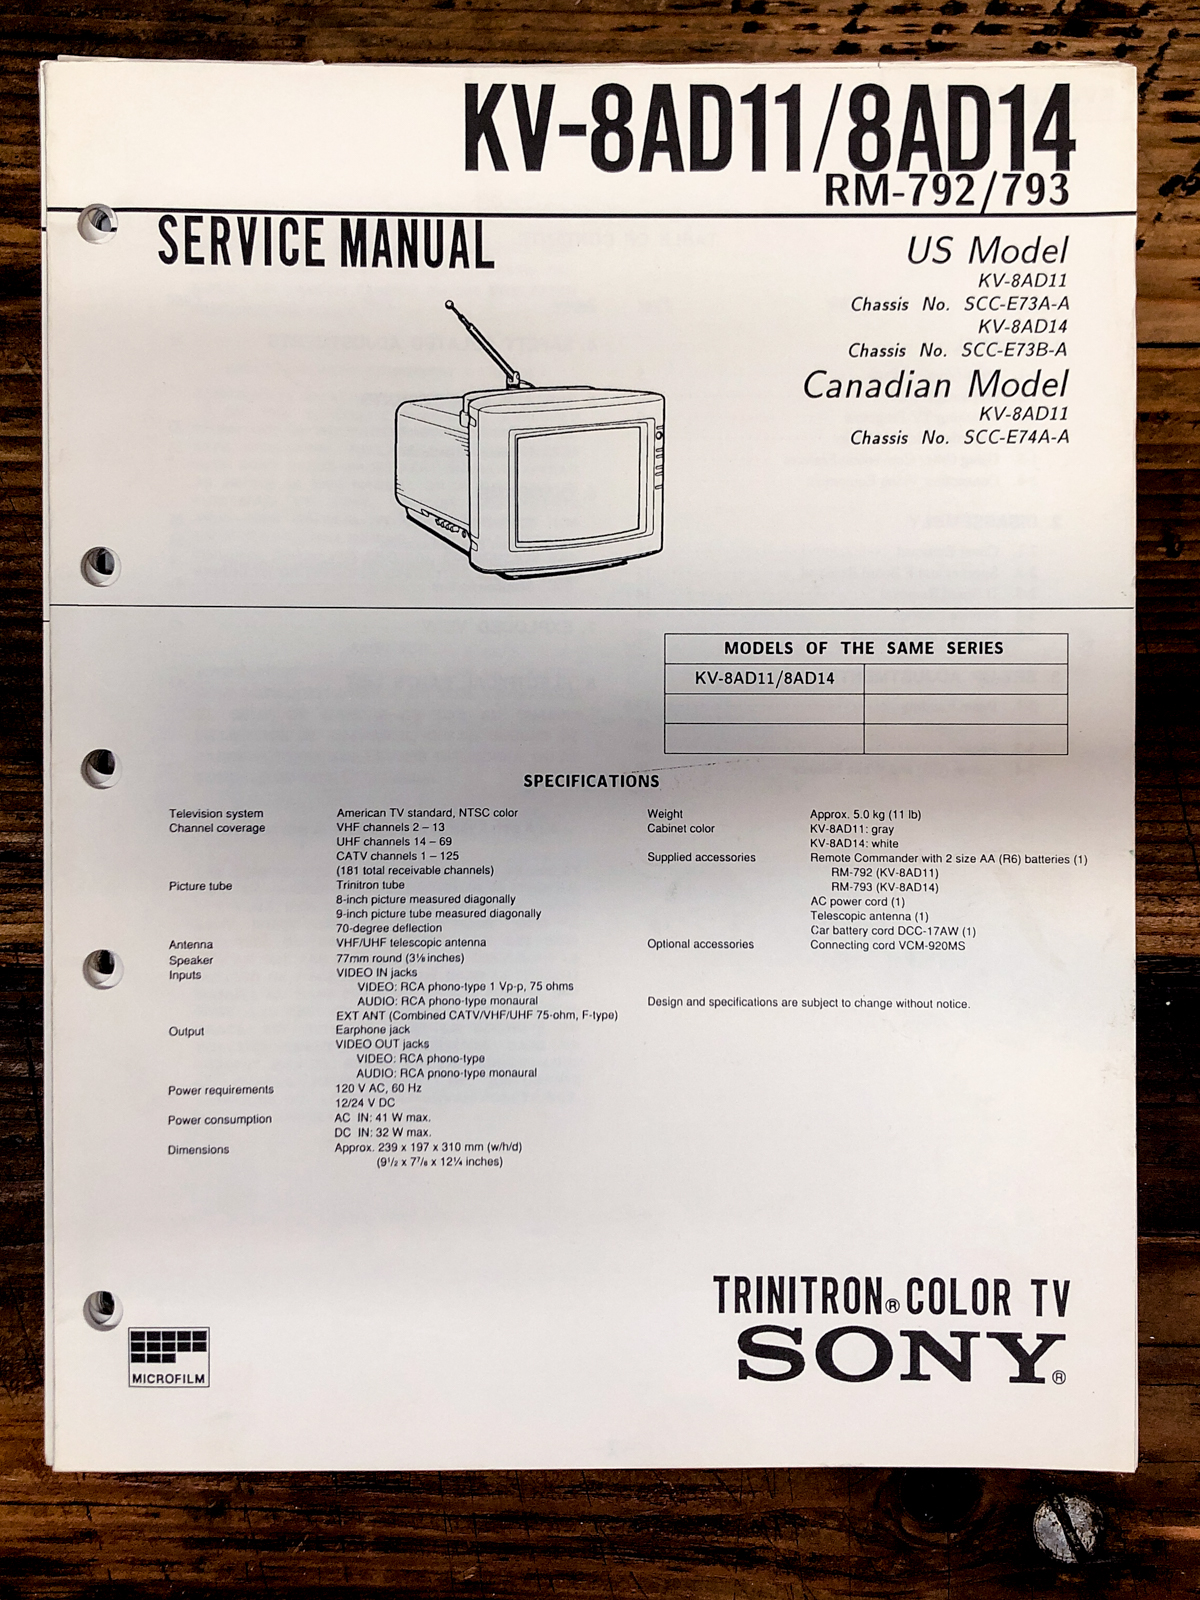 KV-8AD11/8AD14
RM-792/793
SERVICE MANUAL
US Model
KV-8AD11
Chassis No. SCC-E73A-A
KV-8AD14
Chassis No. SCC-E73B-A
Canadian Model
KV-8AD11
Chassis No. SCC-E74A-A
MODELS OF THE SAME SERIES
KV-8AD11/8AD14
SPECIFICATIONS
Television system American TV standard, NTSC color
Channel coverage VHF channels 2 – 13
UHF channels 14 – 69
CATV channels 1 – 125
(181 total receivable channels)
Picture tube Trinitron tube
8-inch picture measured diagonally
9-inch picture tube measured diagonally
70-degree deflection
Antenna VHF/UHF telescopic antenna
Speaker 77mm round (3⅛ inches)
Inputs VIDEO IN jacks
VIDEO: RCA phono-type 1 Vp-p, 75 ohms
AUDIO: RCA phono-type monaural
EXT ANT (Combined CATV/VHF/UHF 75-ohm, F-type)
Output Earphone jack
VIDEO OUT jacks
VIDEO: RCA phono-type
AUDIO: RCA pnono-type monaural
Power requirements 120 V AC, 60 Hz
12/24 V DC
Power consumption AC IN: 41 W max.
DC IN: 32 W max.
Dimensions Approx. 239 x 197 x 310 mm (w/h/d)
(9½ x 7⅞ x 12¼ inches)
Weight Approx. 5.0 kg (11 lb)
Cabinet color KV-8AD11: gray
KV-8AD14: white
Supplied accessories Remote Commander with 2 size AA (R6) batteries (1)
RM-792 (KV-8AD11)
RM-793 (KV-8AD14)
AC power cord (1)
Telescopic antenna (1)
Car battery cord DCC-17AW (1)
Optional accessories Connecting cord VCM-920MS
Design and specifications are subject to change without notice.
TRINITRON® COLOR TV
SONY®
MICROFILM